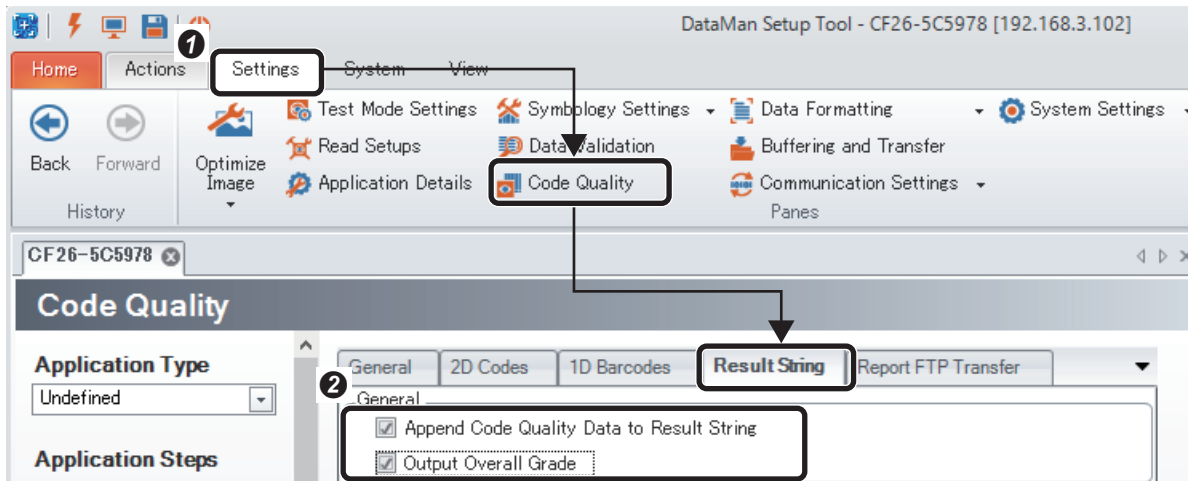 DataMan Setup Tool - CF26-5C5978 [192.168.3.102]
1
Home Actions Settings System View
Test Mode Settings Symbology Settings Data Formatting System Settings
Back Forward Optimize Image Read Setups Data Validation Buffering and Transfer
Application Details Code Quality Communication Settings
History Panes
CF26-5C5978
Code Quality
Application Type
General 2D Codes 1D Barcodes Result String Report FTP Transfer
2
Undefined
General
Append Code Quality Data to Result String
Application Steps
Output Overall Grade